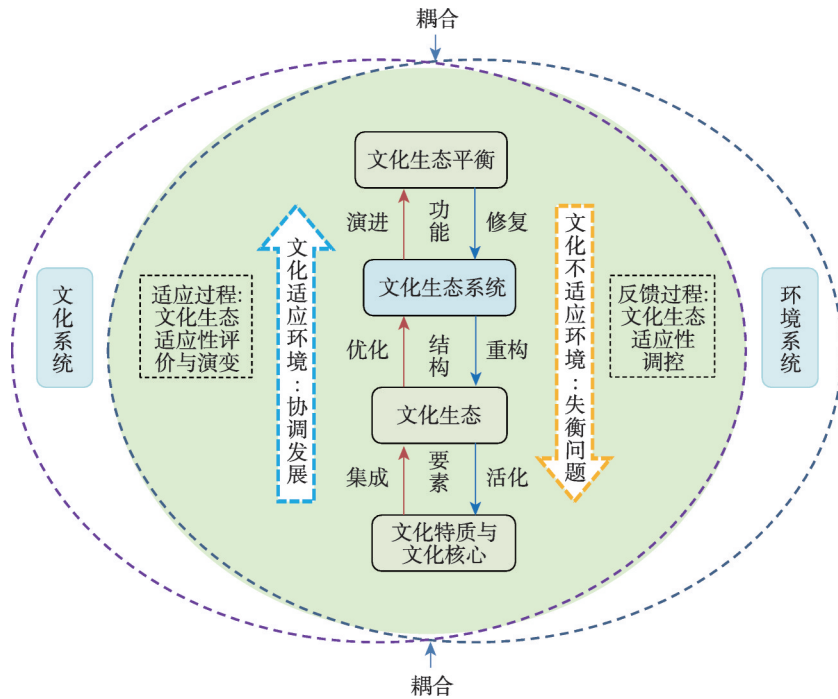 耦合
文化生态平衡
演进
功能
修复
文化系统
适应过程:
文化生态
适应性评
价与演变
文化适应环境:协调发展
文化生态系统
文化不适应环境:失衡问题
反馈过程:
文化生态
适应性
调控
环境系统
优化
结构
重构
文化生态
集成
要素
活化
文化特质与
文化核心
耦合